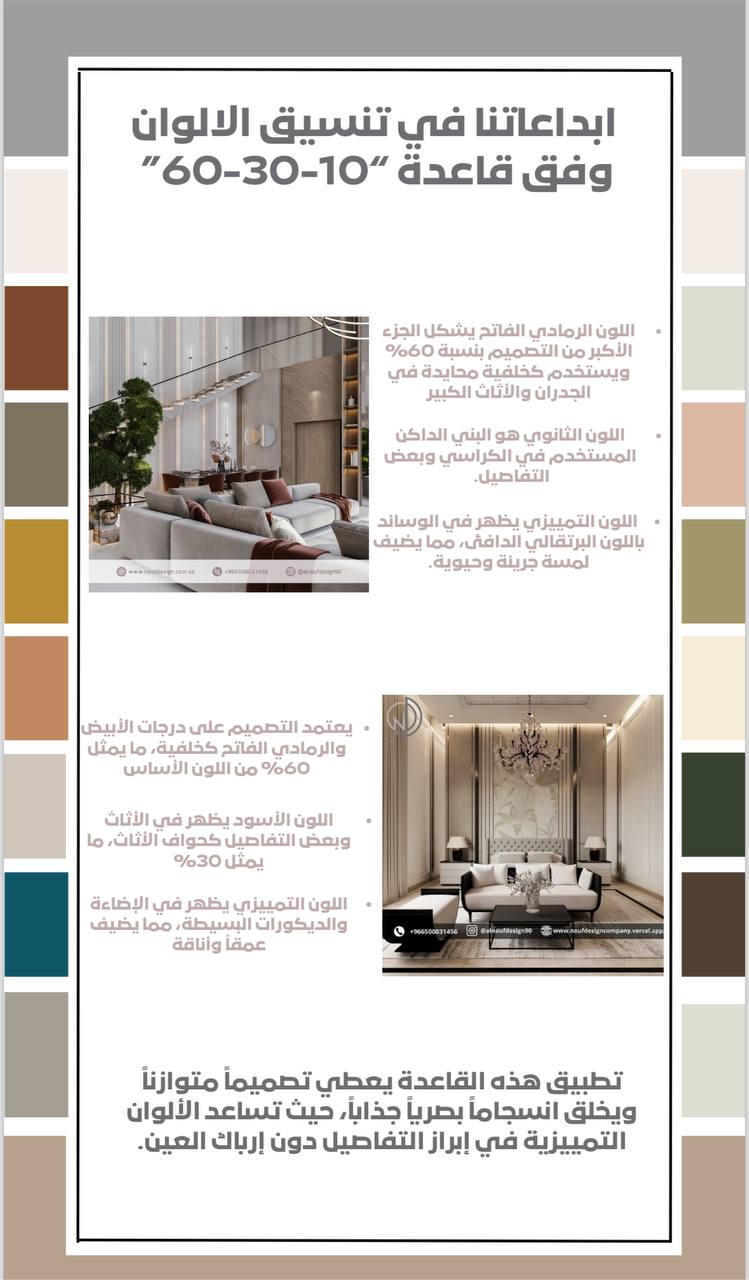 ابداعاتنا في تنسيق الالوان
وفق قاعدة “10-30-60”
اللون الرمادي الفاتح يشكل الجزء
الأكبر من التصميم بنسبة 60%
ويستخدم كخلفية محايدة في
الجدران والأثاث الكبير
اللون الثانوي هو البني الداكن
المستخدم في الكراسي وبعض
التفاصيل.
اللون التمييزي يظهر في الوسائد
باللون البرتقالي الدافئ، مما يضيف
لمسة جريئة وحيوية.
www.noufdesign.com.sa +966500031456 @alnoufdesign90
يعتمد التصميم على درجات الأبيض
والرمادي الفاتح كخلفية، ما يمثل
60% من اللون الأساس
اللون الأسود يظهر في الأثاث
وبعض التفاصيل كحواف الأثاث، ما
يمثل 30%
اللون التمييزي يظهر في الإضاءة
والديكورات البسيطة، مما يضيف
عمقاً وأناقة
+966500031456 @alnoufdesign90 www.noufdesigncompany.vercel.app
تطبيق هذه القاعدة يعطي تصميماً متوازناً
ويخلق انسجاماً بصرياً جذاباً، حيث تساعد الألوان
التمييزية في إبراز التفاصيل دون إرباك العين.